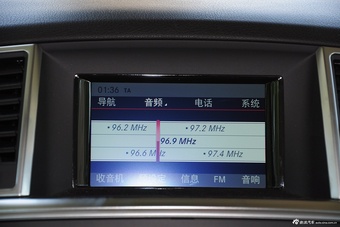 01:36 TA
导航 音频 电话 系统
•96.2 MHz •97.2 MHz
96.9 MHz
•96.6 MHz •97.4 MHz
收音机 信息 FM 音响